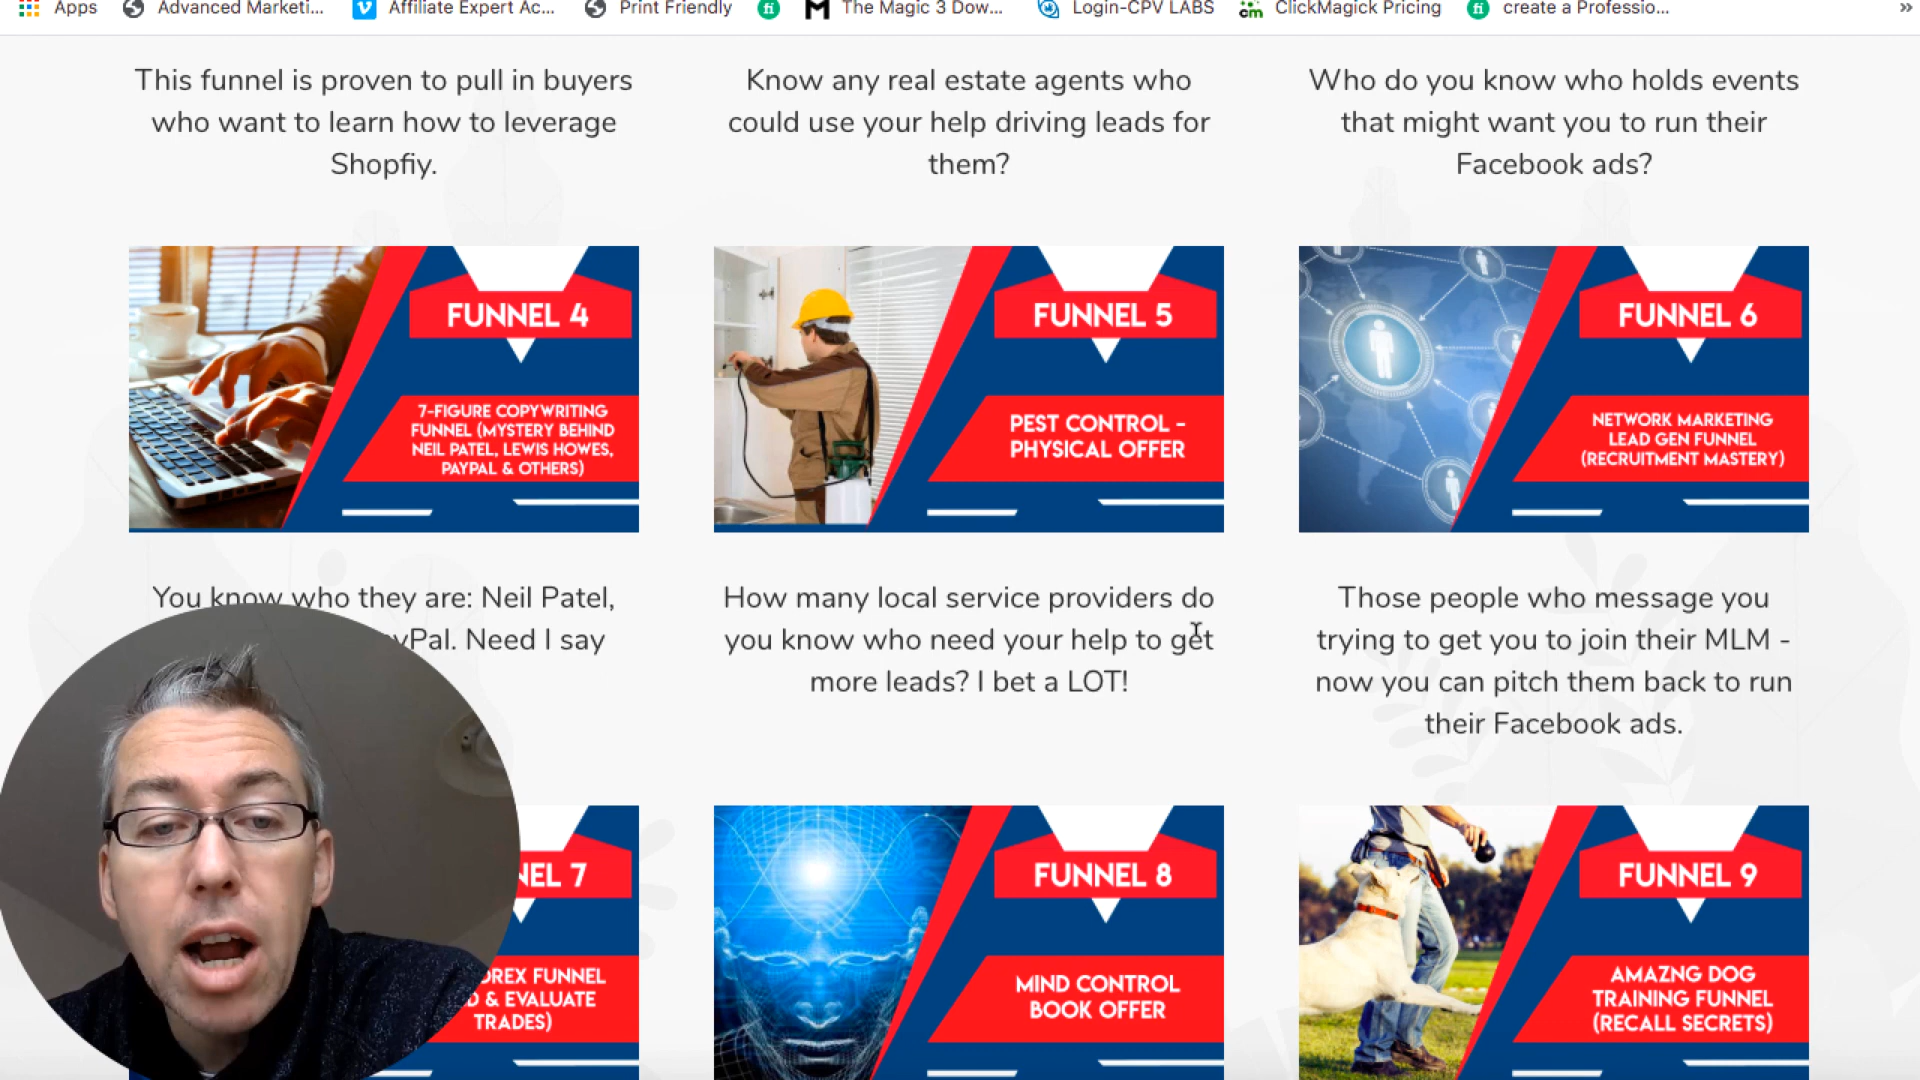 Apps Advanced Marketi... Affiliate Expert Ac... Print Friendly fi The Magic 3 Dow... Login-CPV LABS cm ClickMagick Pricing fi create a Professio... »
This funnel is proven to pull in buyers
who want to learn how to leverage
Shopfiy.
Know any real estate agents who
could use your help driving leads for
them?
Who do you know who holds events
that might want you to run their
Facebook ads?
FUNNEL 4
7-FIGURE COPYWRITING
FUNNEL (MYSTERY BEHIND
NEIL PATEL, LEWIS HOWES,
PAYPAL & OTHERS)
FUNNEL 5
PEST CONTROL -
PHYSICAL OFFER
FUNNEL 6
NETWORK MARKETING
LEAD GEN FUNNEL
(RECRUITMENT MASTERY)
You know who they are: Neil Patel,
yPal. Need I say
How many local service providers do
you know who need your help to get
more leads? I bet a LOT!
Those people who message you
trying to get you to join their MLM -
now you can pitch them back to run
their Facebook ads.
NEL 7
OREX FUNNEL
& EVALUATE
TRADES)
FUNNEL 8
MIND CONTROL
BOOK OFFER
FUNNEL 9
AMAZNG DOG
TRAINING FUNNEL
(RECALL SECRETS)